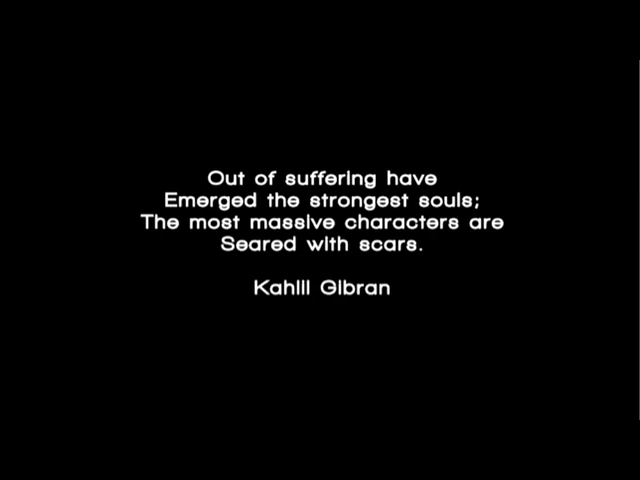 Out of suffering have
Emerged the strongest souls;
The most massive characters are
Seared with scars.
Kahlil Gibran